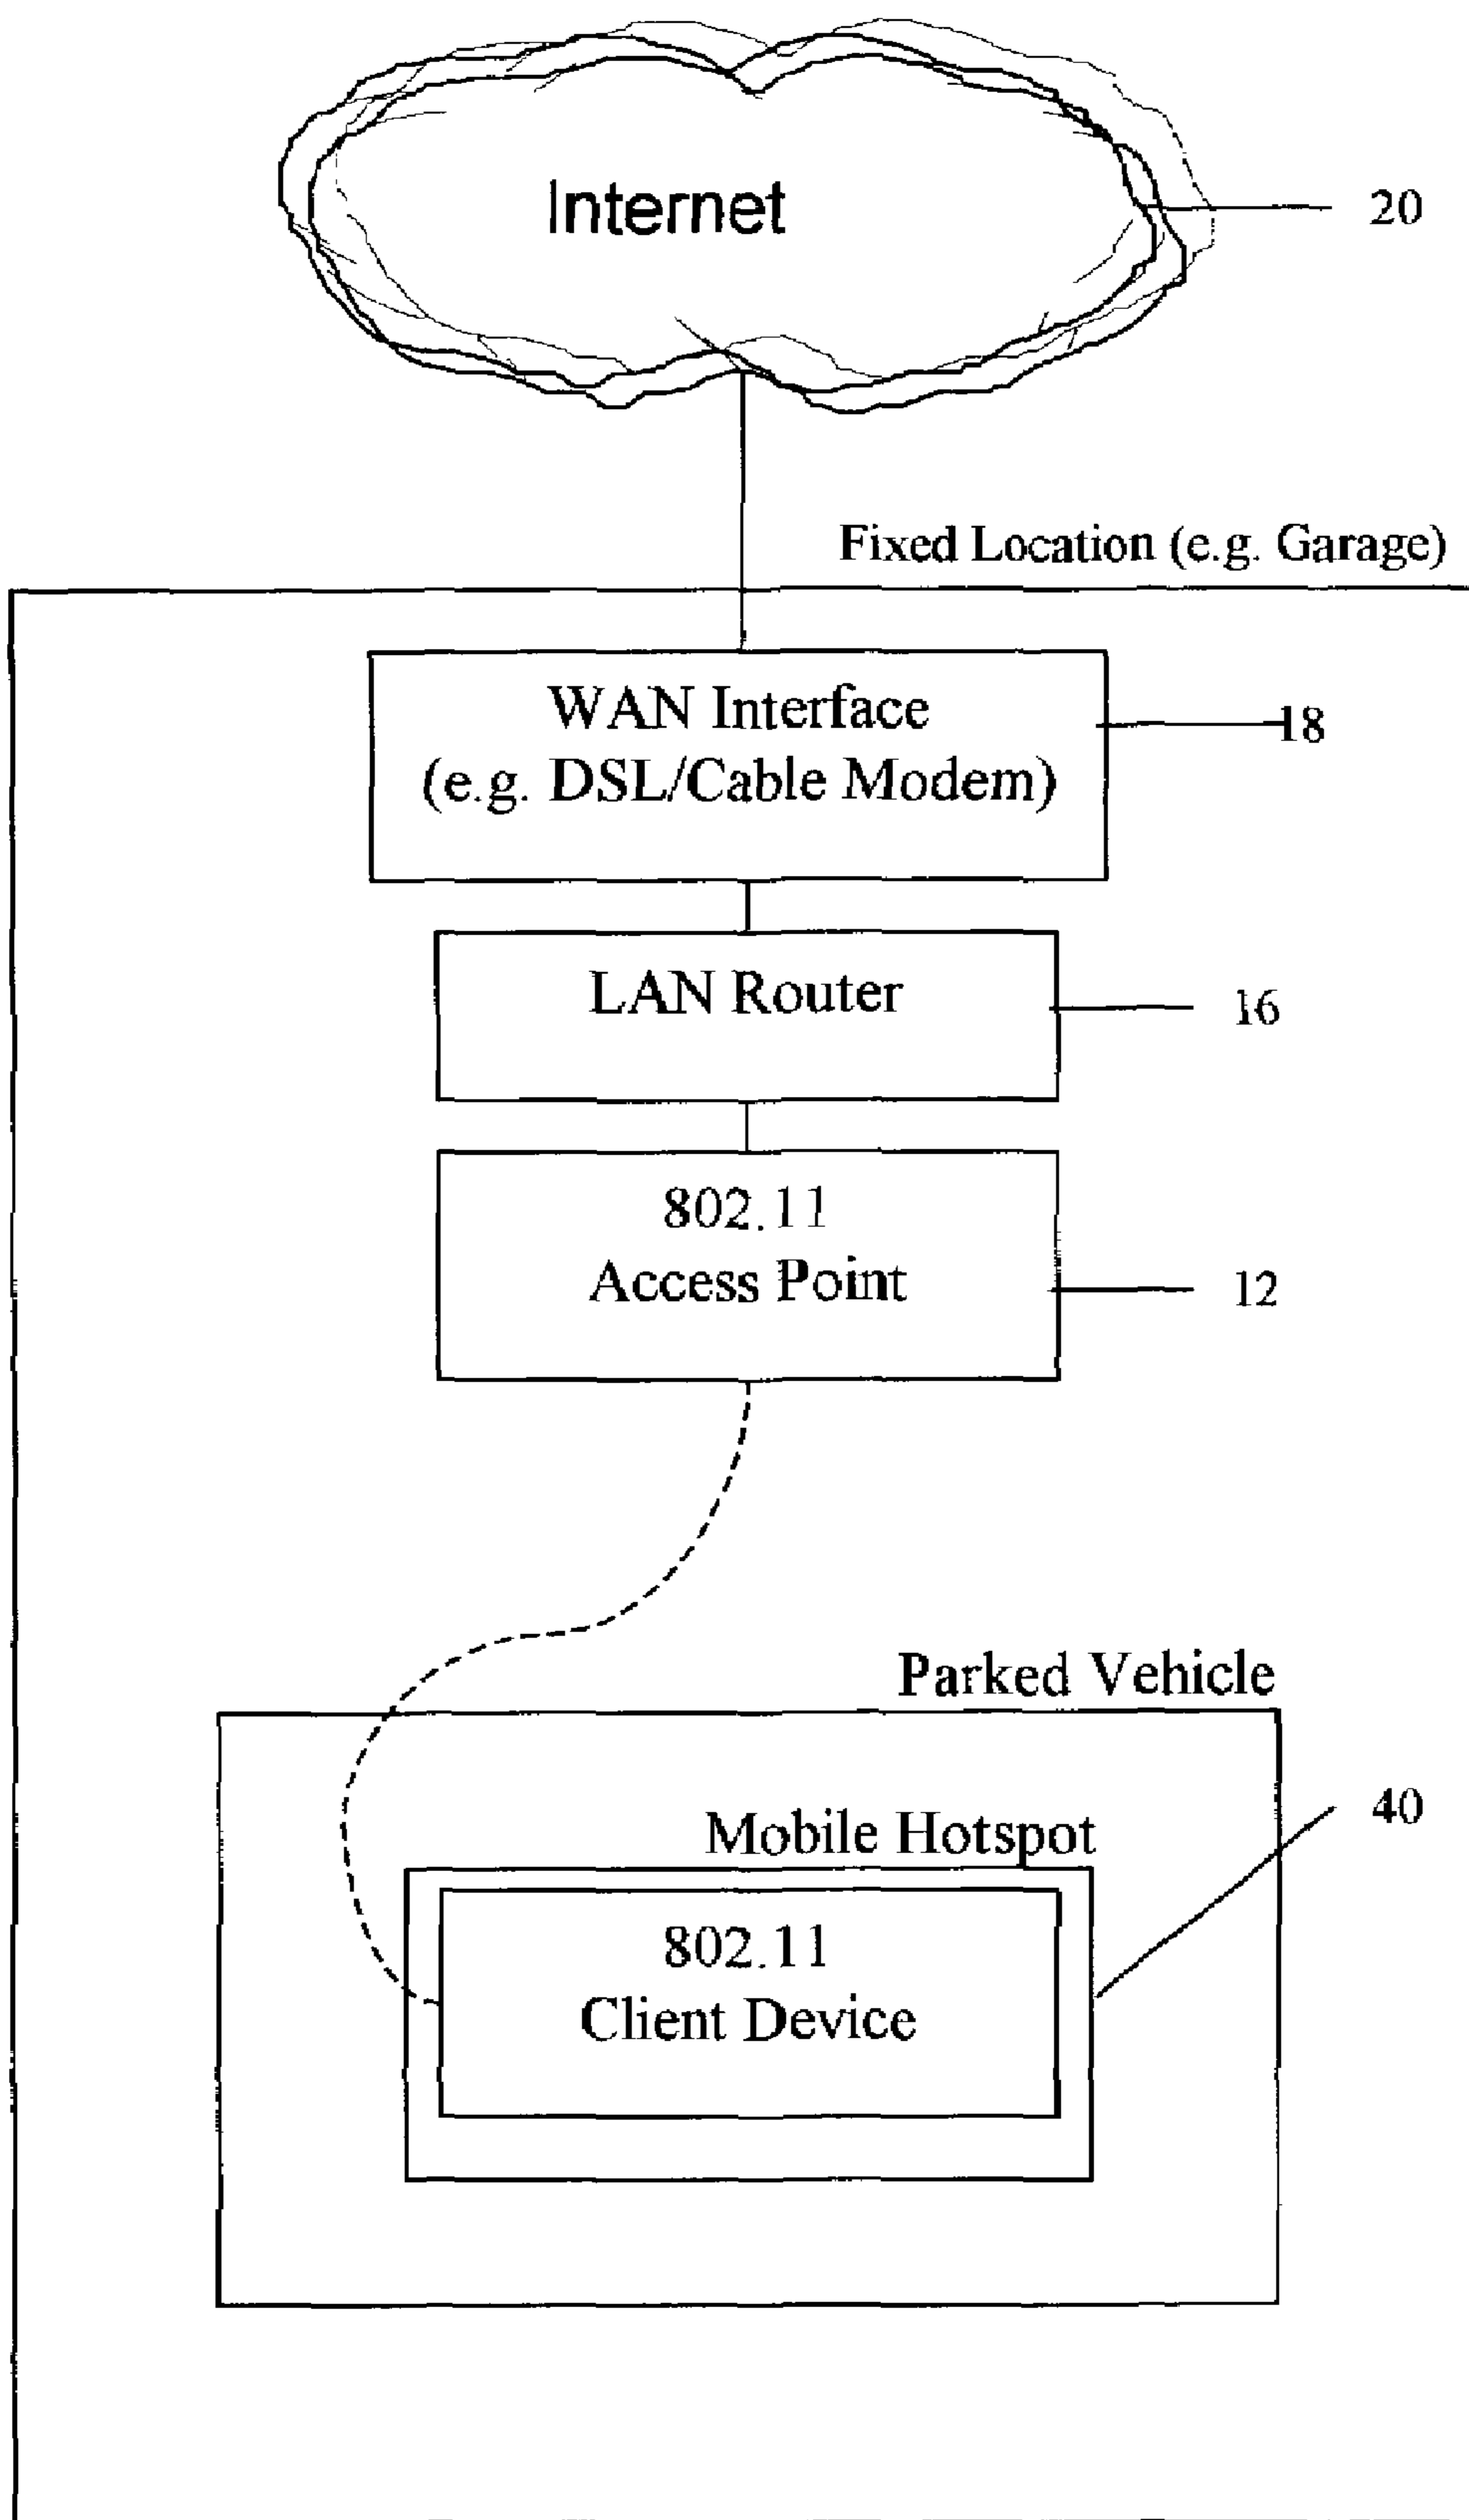 Internet
20
Fixed Location (e.g. Garage)
WAN Interface
(e.g. DSL/Cable Modem)
18
LAN Router
16
802.11
Access Point
12
Parked Vehicle
Mobile Hotspot
40
802.11
Client Device